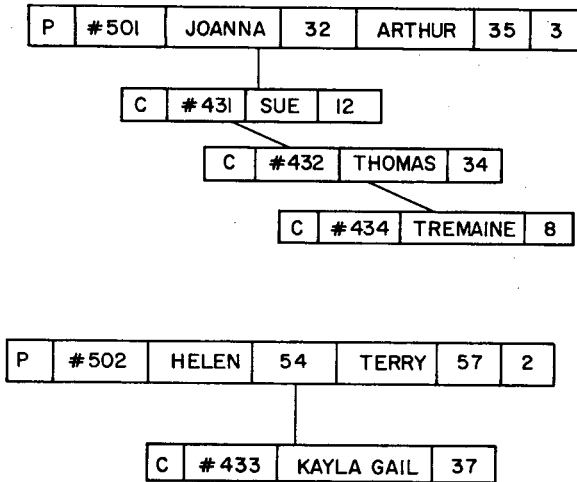 P #501 JOANNA 32 ARTHUR 35 3
C #431 SUE 12
C #432 THOMAS 34
C #434 TREMAINE 8
P #502 HELEN 54 TERRY 57 2
C #433 KAYLA GAIL 37